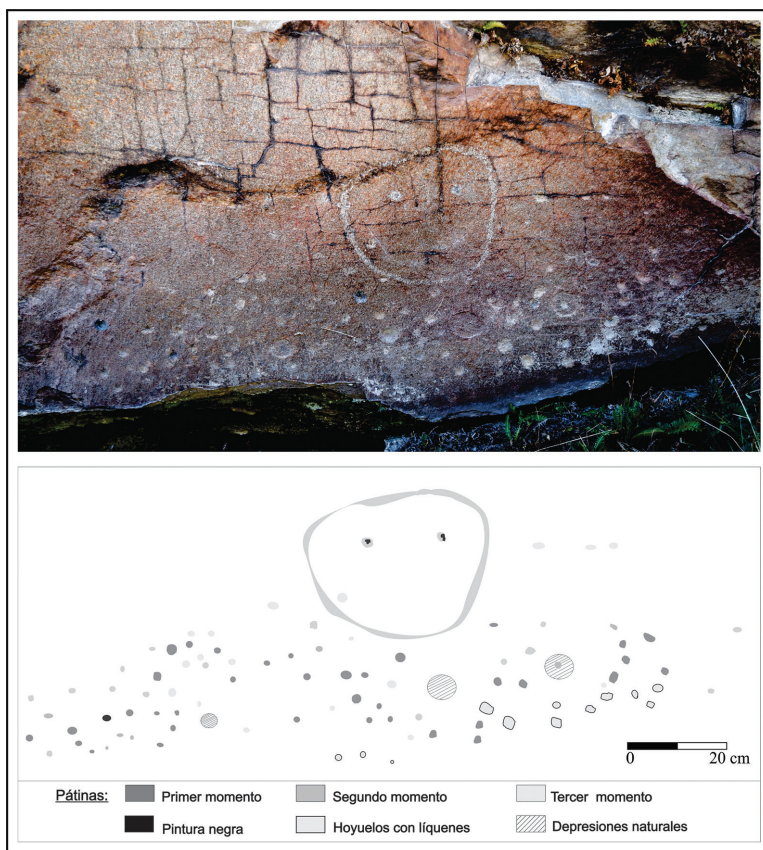 0 20 cm
Pátinas: Primer momento Segundo momento Tercer momento
Pintura negra Hoyuelos con líquenes Depresiones naturales